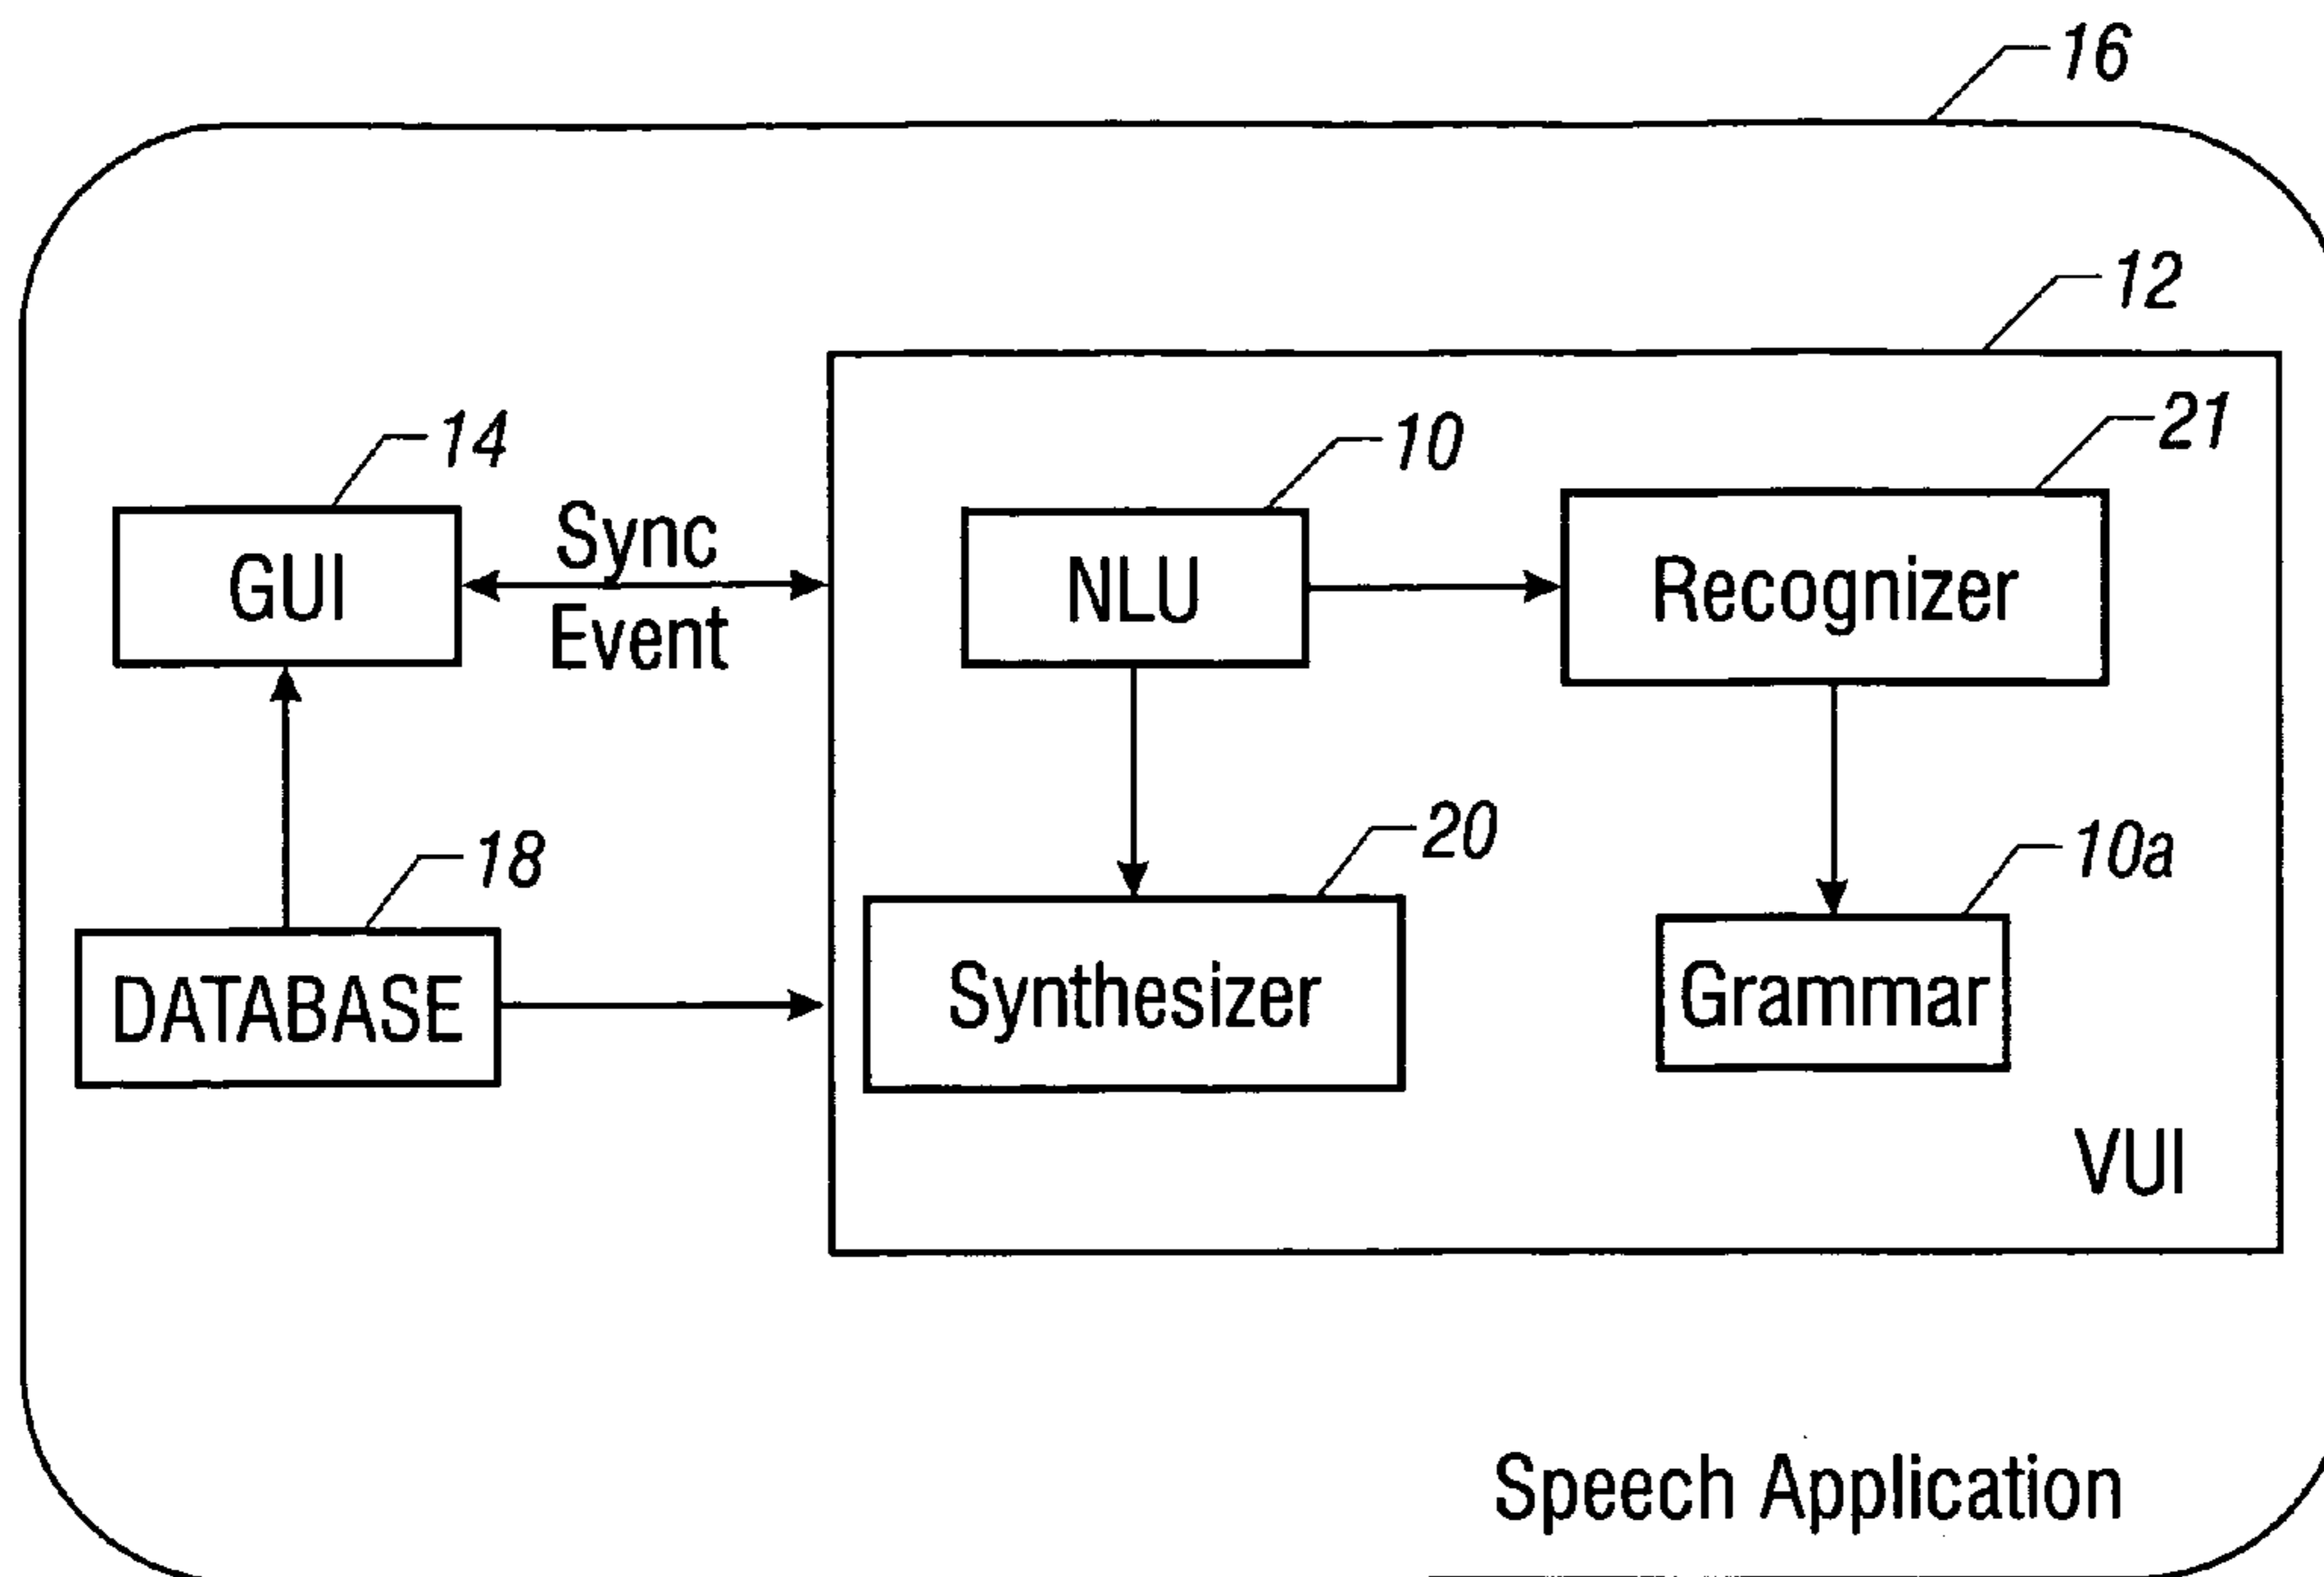 16
12
21
14
10
Sync
GUI
NLU
Recognizer
Event
20
18
10a
DATABASE
Synthesizer
Grammar
VUI
Speech Application